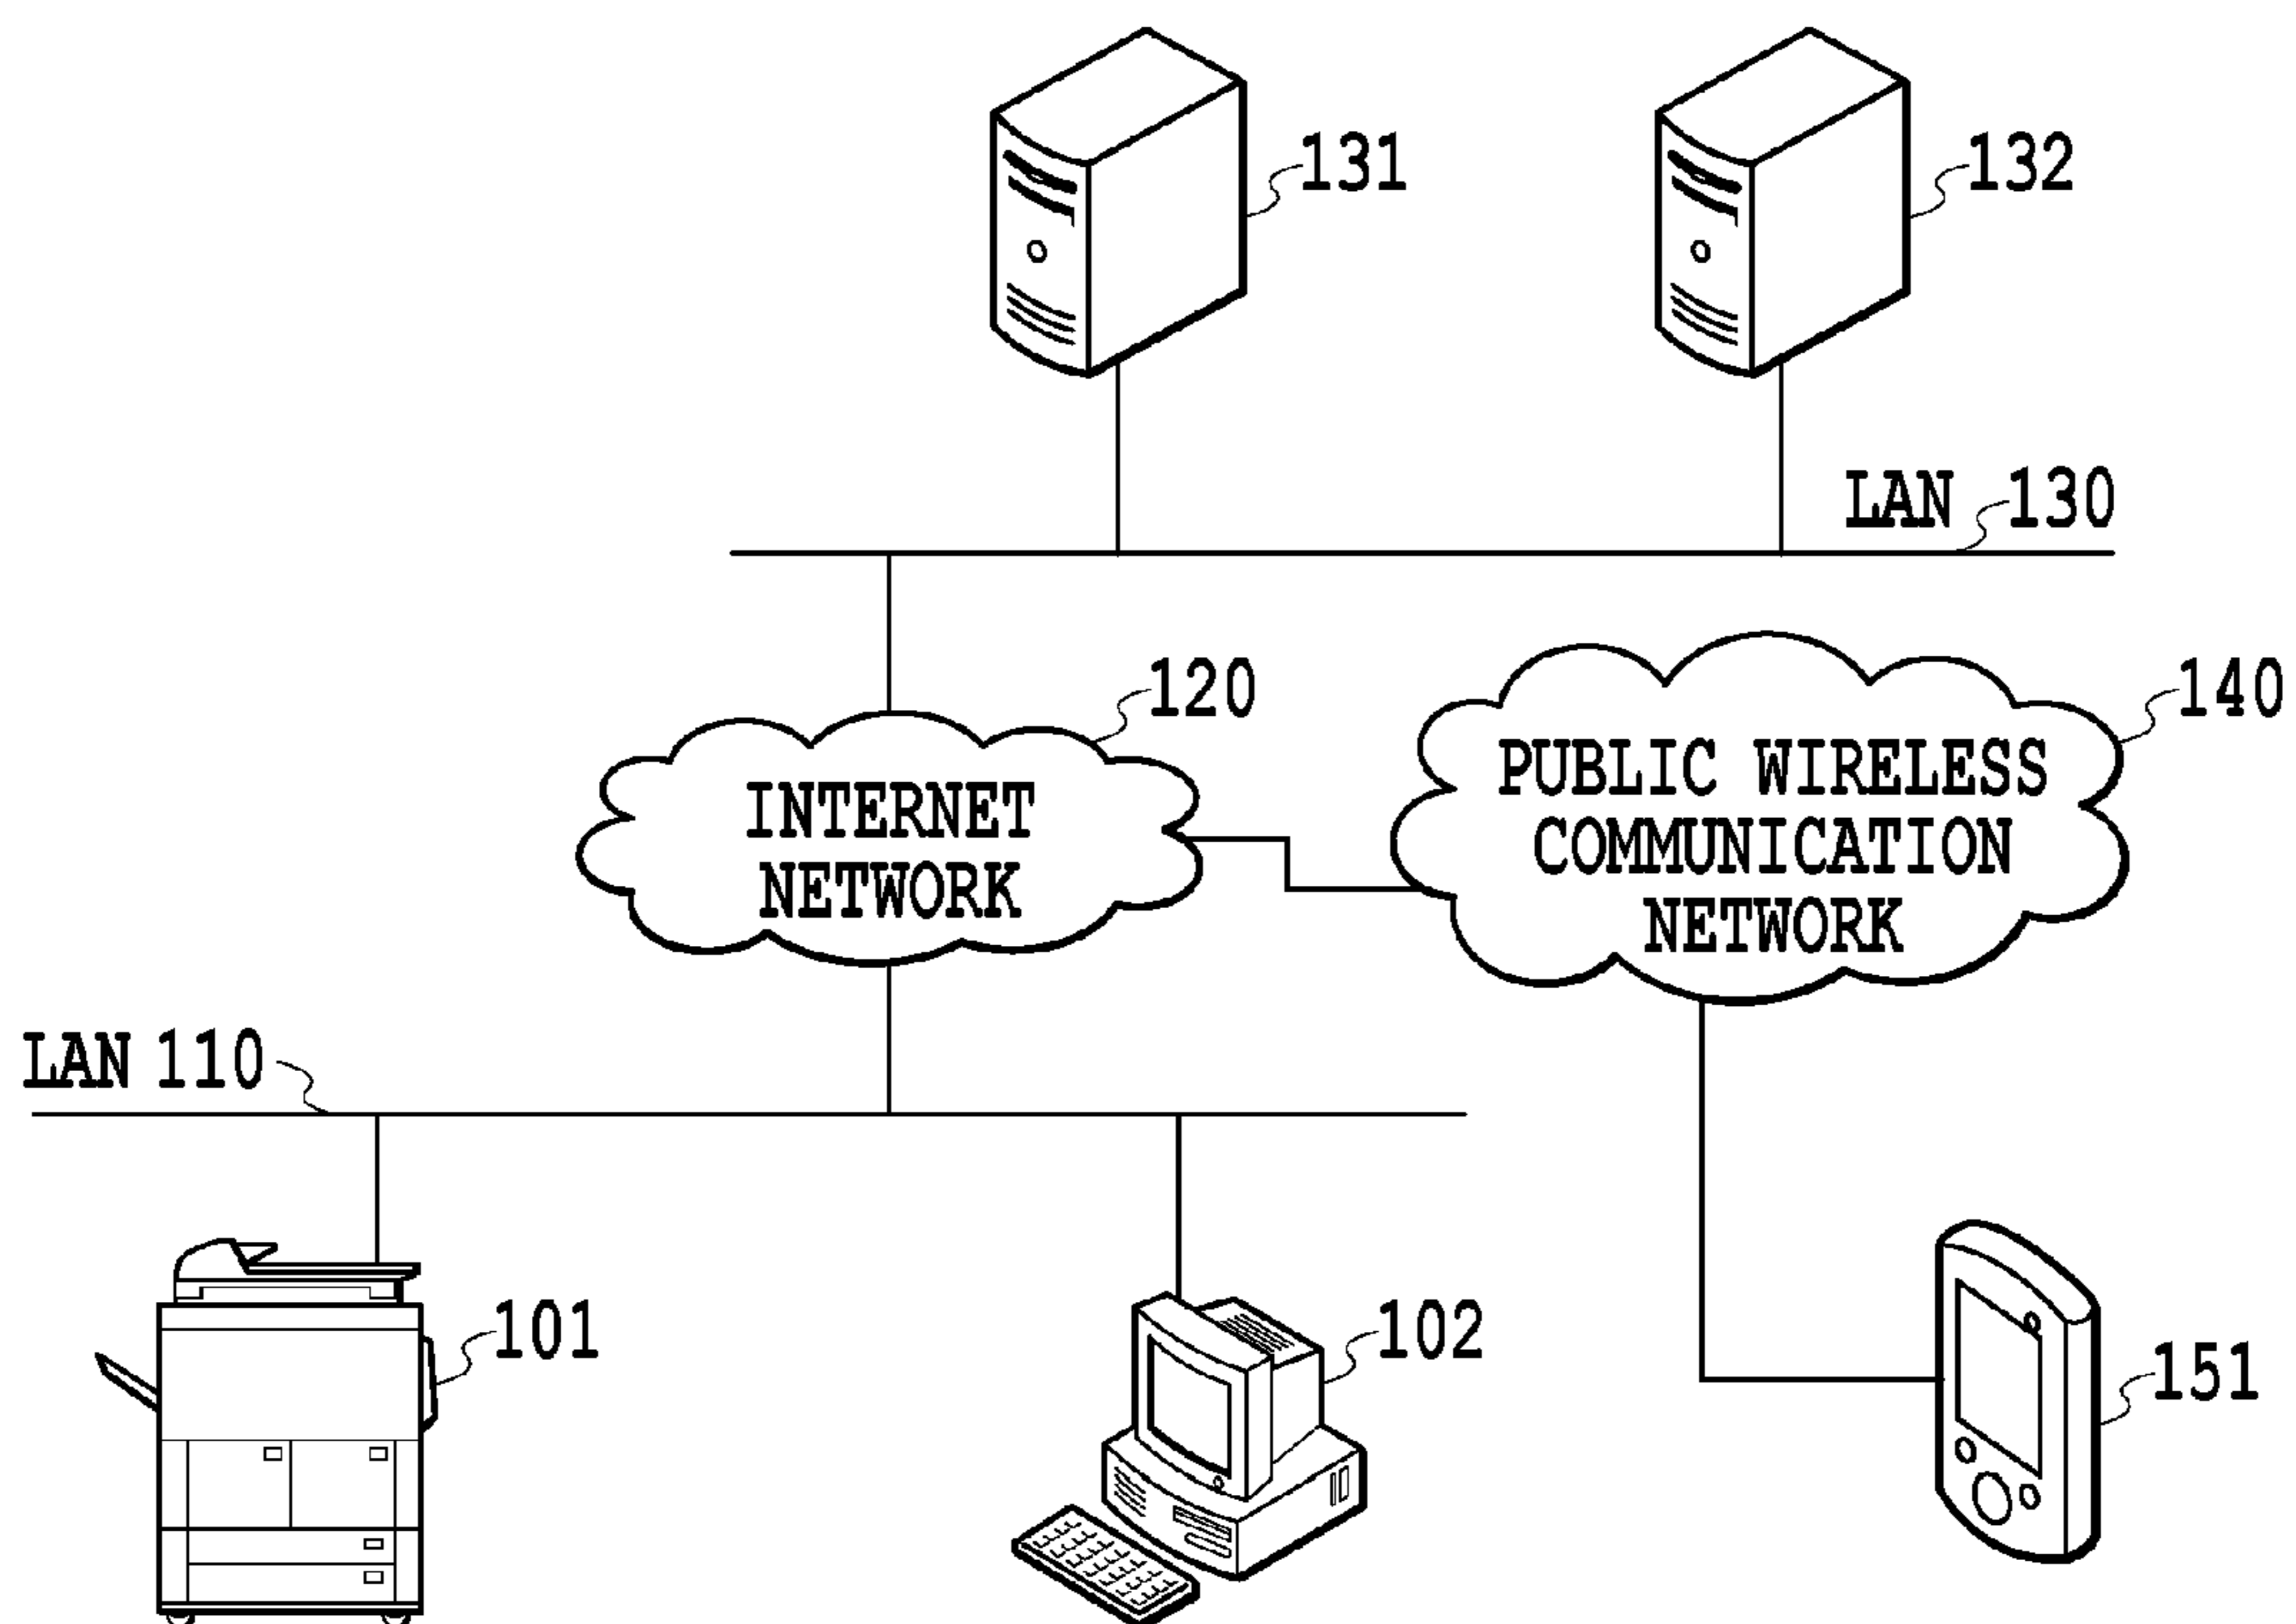 131
132
LAN 130
120
140
INTERNET
NETWORK
PUBLIC WIRELESS
COMMUNICATION
NETWORK
LAN 110
101
102
151